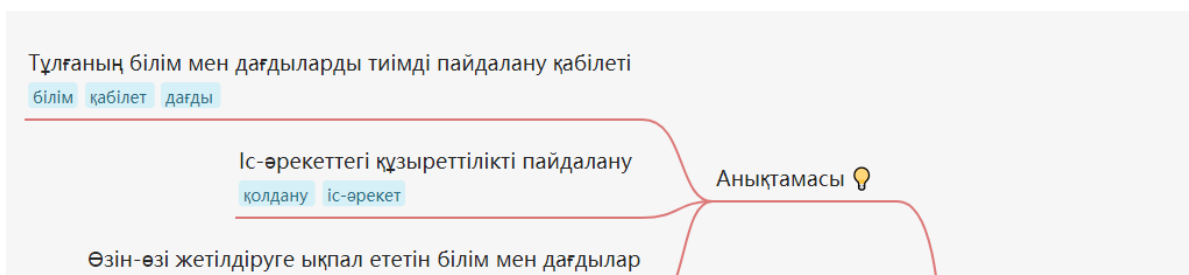 Тұлғаның білім мен дағдыларды тиімді пайдалану қабілеті
білім қабілет дағды
Іс-әрекеттегі құзыреттілікті пайдалану
қолдану іс-әрекет
Анықтамасы
Өзін-өзі жетілдіруге ықпал ететін білім мен дағдылар